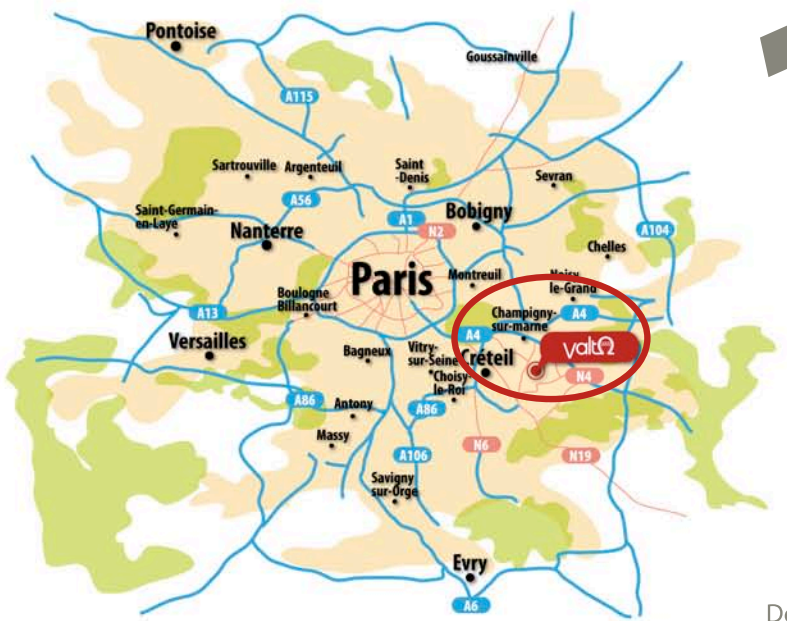 Pontoise
Goussainville
A115
Sartrouville
Argenteuil
Saint
-Denis
Sevran
A56
Saint-Germain-
en-Laye
A1
Bobigny
N2
A104
Nanterre
Chelles
Paris
Montreuil
Noisy
le-Grand
Boulogne
Billancourt
A13
Champigny-
sur-marne
A4
A4
Versailles
Bagneux
Vitry-
sur-Seine
Créteil
valtΩ
Choisy-
le-Roi
N4
A86
Antony
A86
Massy
A106
N6
N19
Savigny
sur-Orge
Evry
A6